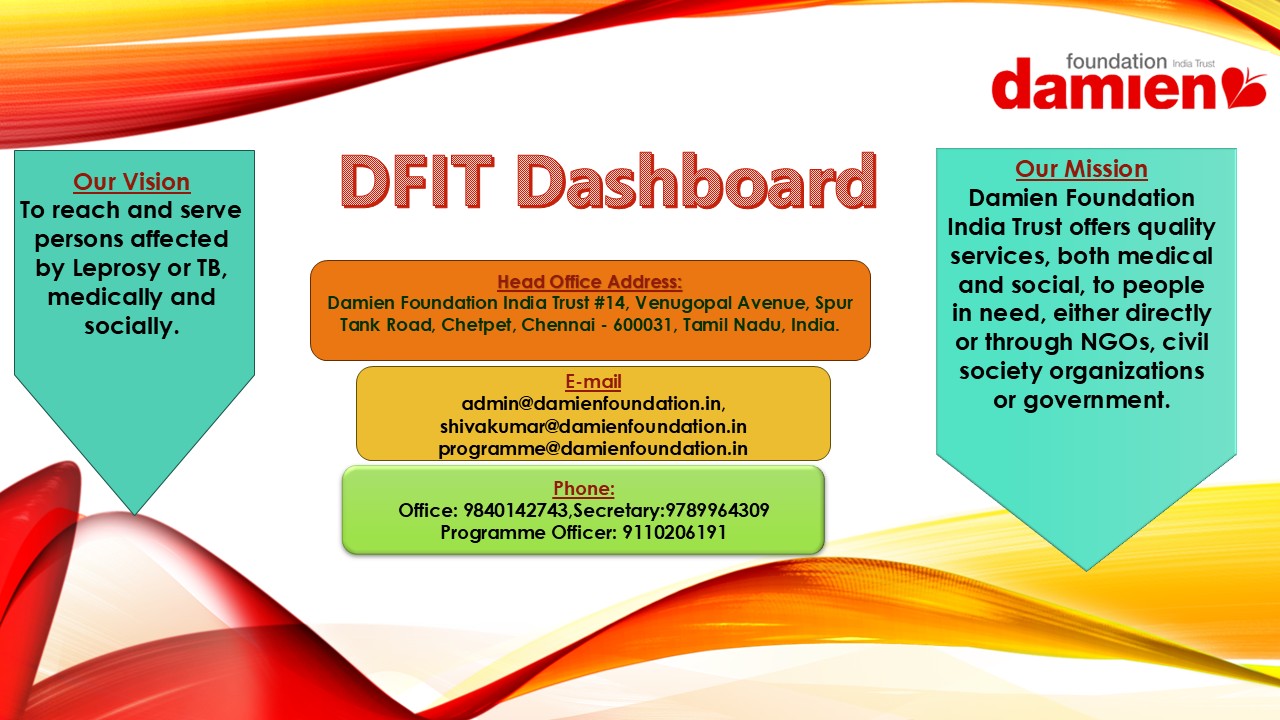 foundation India Trust
damien
DFIT Dashboard
Our Vision
To reach and serve
persons affected
by Leprosy or TB,
medically and
socially.
Head Office Address:
Damien Foundation India Trust #14, Venugopal Avenue, Spur
Tank Road, Chetpet, Chennai - 600031, Tamil Nadu, India.
E-mail
admin@damienfoundation.in,
shivakumar@damienfoundation.in
programme@damienfoundation.in
Phone:
Office: 9840142743,Secretary:9789964309
Programme Officer: 9110206191
Our Mission
Damien Foundation
India Trust offers quality
services, both medical
and social, to people
in need, either directly
or through NGOs, civil
society organizations
or government.